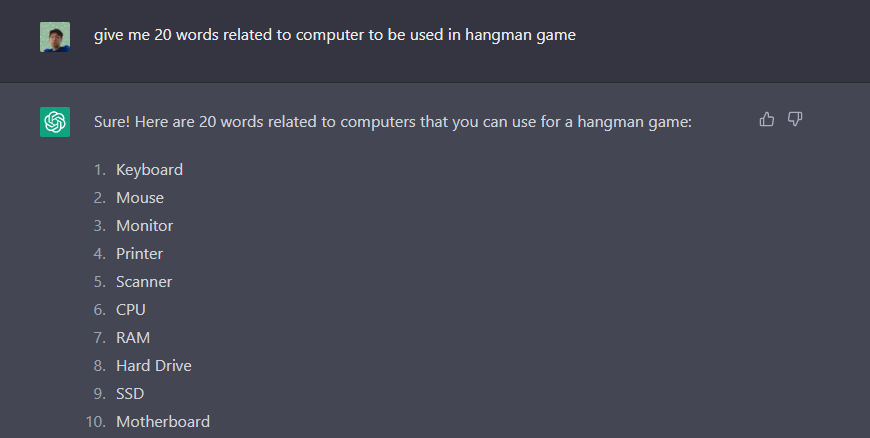 give me 20 words related to computer to be used in hangman game
Sure! Here are 20 words related to computers that you can use for a hangman game:
1. Keyboard
2. Mouse
3. Monitor
4. Printer
5. Scanner
6. CPU
7. RAM
8. Hard Drive
9. SSD
10. Motherboard